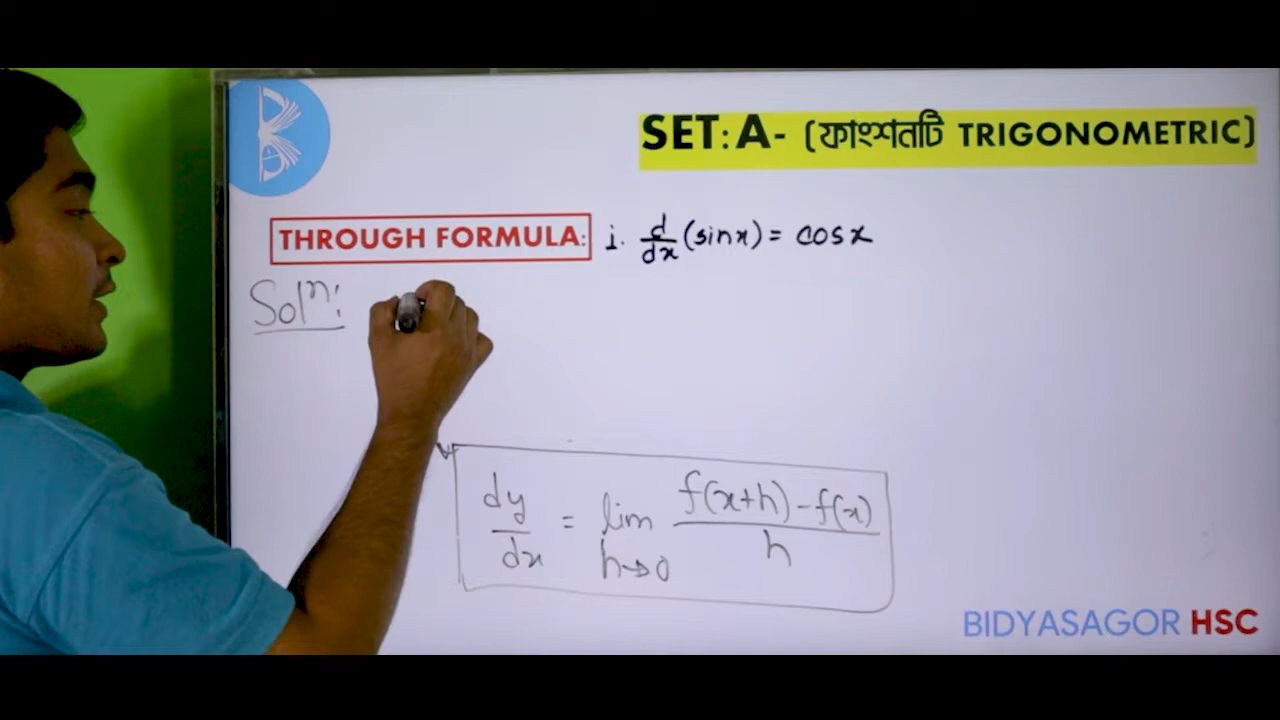 SET: A- (ফাংশনটি TRIGONOMETRIC)
THROUGH FORMULA: i. d/dx (sinx) = cosx
Solⁿ:
dy/dx = lim h→0 f(x+h) - f(x) / h
BIDYASAGOR HSC